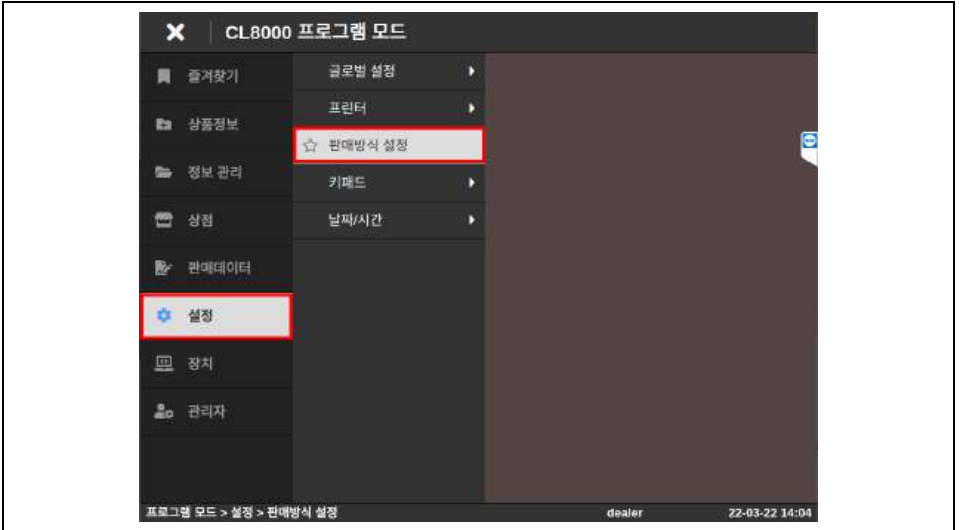 CL8000 프로그램 모드
즐겨찾기
상품정보
정보 관리
상점
판매데이터
설정
장치
관리자
글로벌 설정
프린터
판매방식 설정
키패드
날짜/시간
프로그램 모드 > 설정 > 판매방식 설정
dealer
22-03-22 14:04